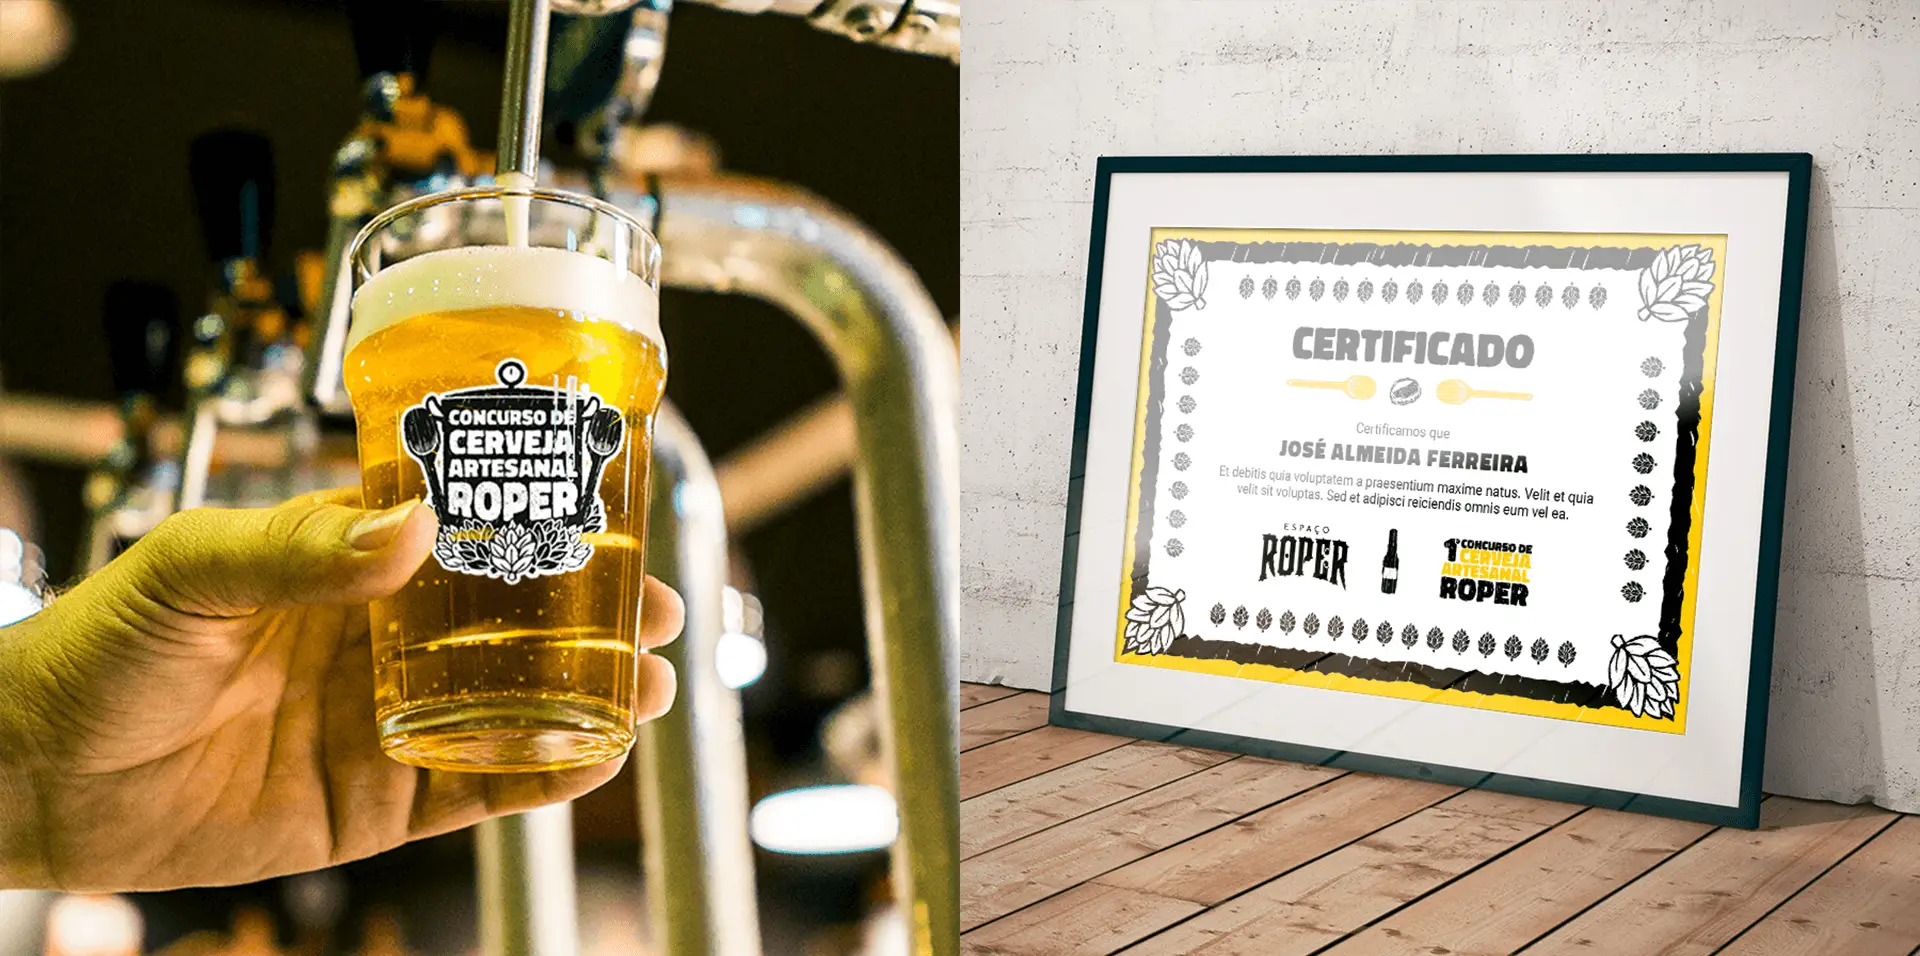 CONCURSO DE
CERVEJA
ARTESANAL
ROPER
CERTIFICADO
Certificamos que
JOSÉ ALMEIDA FERREIRA
Et debitis quia voluptatem a praesentium maxime natus. Velit et quia
velit sit voluptas. Sed et adipisci reiciendis omnis eum vel ea.
ESPAÇO
ROPER
1º CONCURSO DE
CERVEJA
ARTESANAL
ROPER